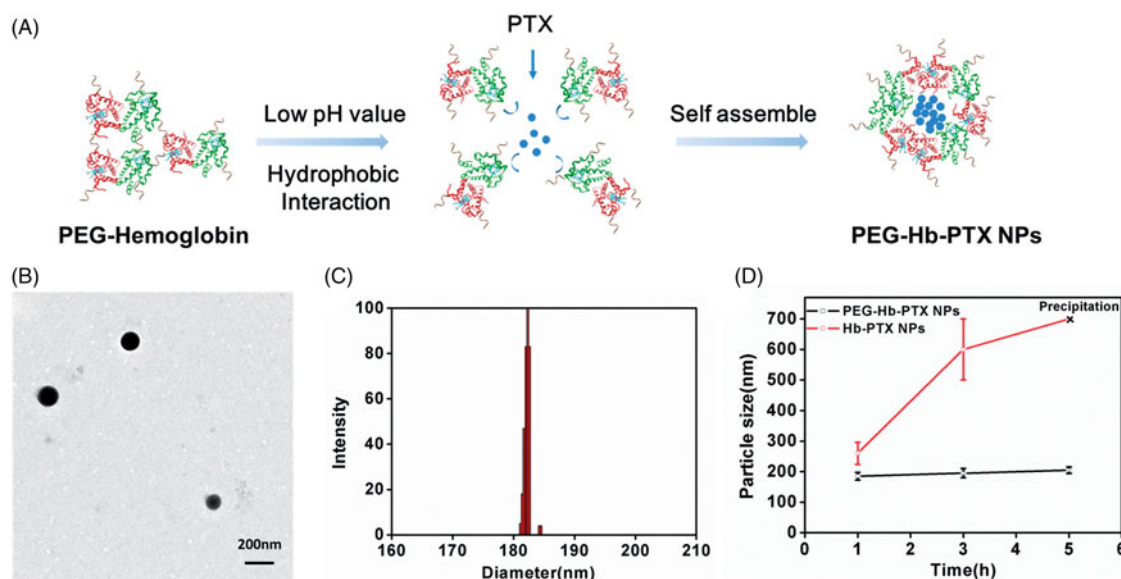 (A)
PTX
Low pH value
Hydrophobic
Interaction
Self assemble
PEG-Hemoglobin
PEG-Hb-PTX NPs
(B)
200nm
(C)
100
80
60
40
20
0
Intensity
160 170 180 190 200 210
Diameter(nm)
(D)
PEG-Hb-PTX NPs
Hb-PTX NPs
Precipitation
700
600
500
400
300
200
100
0
Particle size(nm)
0 1 2 3 4 5 6
Time(h)